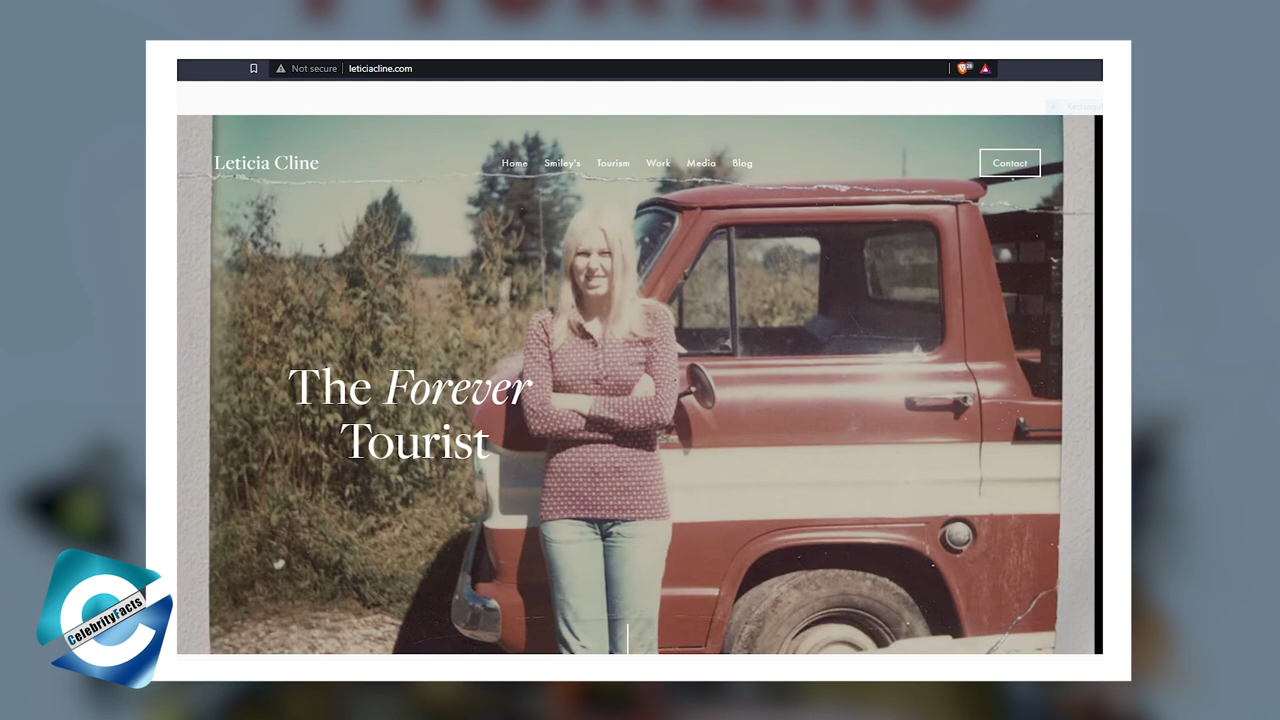 Not secure leticiacline.com
Leticia Cline
Home Smiley's Tourism Work Media Blog
Contact
The Forever
Tourist
CelebrityFacts